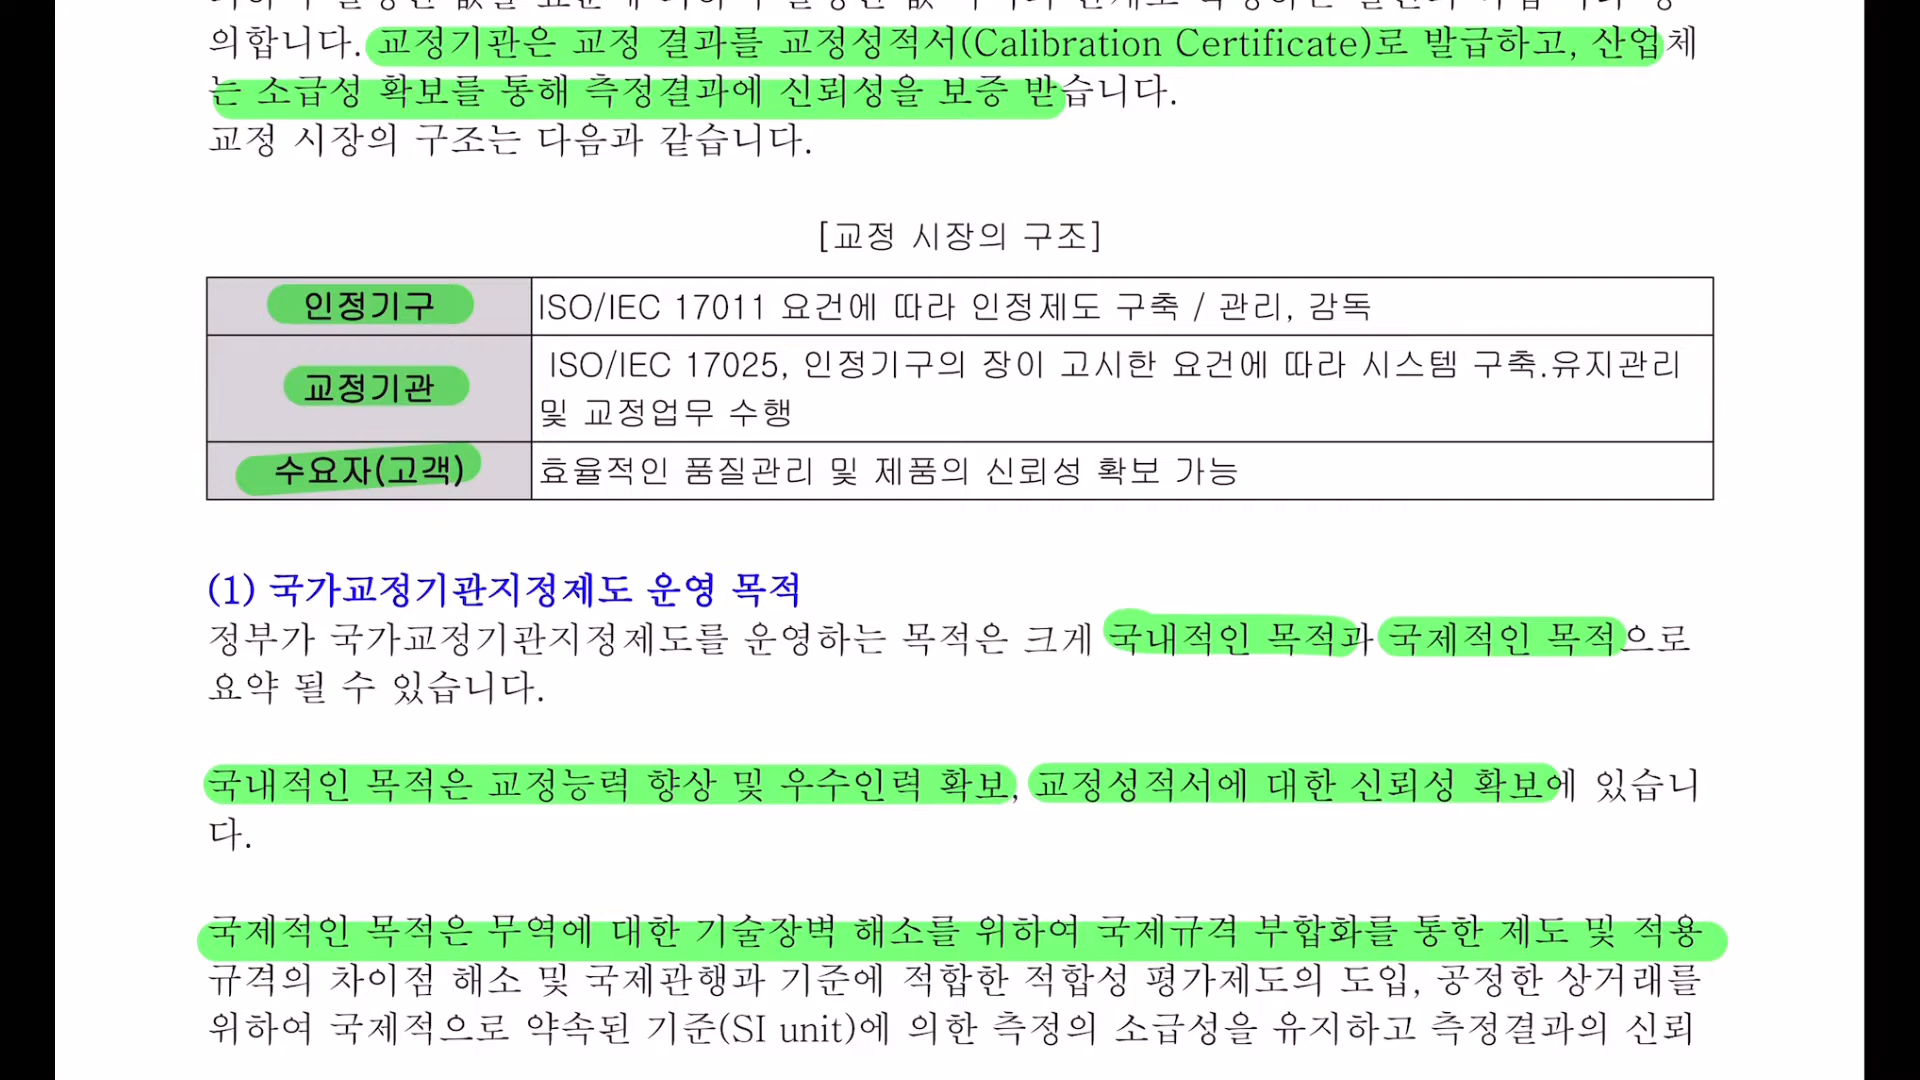 의합니다. 교정기관은 교정 결과를 교정성적서(Calibration Certificate)로 발급하고, 산업체
는 소급성 확보를 통해 측정결과에 신뢰성을 보증 받습니다.
교정 시장의 구조는 다음과 같습니다.
[교정 시장의 구조]
인정기구 ISO/IEC 17011 요건에 따라 인정제도 구축 / 관리, 감독
교정기관 ISO/IEC 17025, 인정기구의 장이 고시한 요건에 따라 시스템 구축.유지관리
및 교정업무 수행
수요자(고객) 효율적인 품질관리 및 제품의 신뢰성 확보 가능
(1) 국가교정기관지정제도 운영 목적
정부가 국가교정기관지정제도를 운영하는 목적은 크게 국내적인 목적과 국제적인 목적으로
요약 될 수 있습니다.
국내적인 목적은 교정능력 향상 및 우수인력 확보, 교정성적서에 대한 신뢰성 확보에 있습니
다.
국제적인 목적은 무역에 대한 기술장벽 해소를 위하여 국제규격 부합화를 통한 제도 및 적용
규격의 차이점 해소 및 국제관행과 기준에 적합한 적합성 평가제도의 도입, 공정한 상거래를
위하여 국제적으로 약속된 기준(SI unit)에 의한 측정의 소급성을 유지하고 측정결과의 신뢰